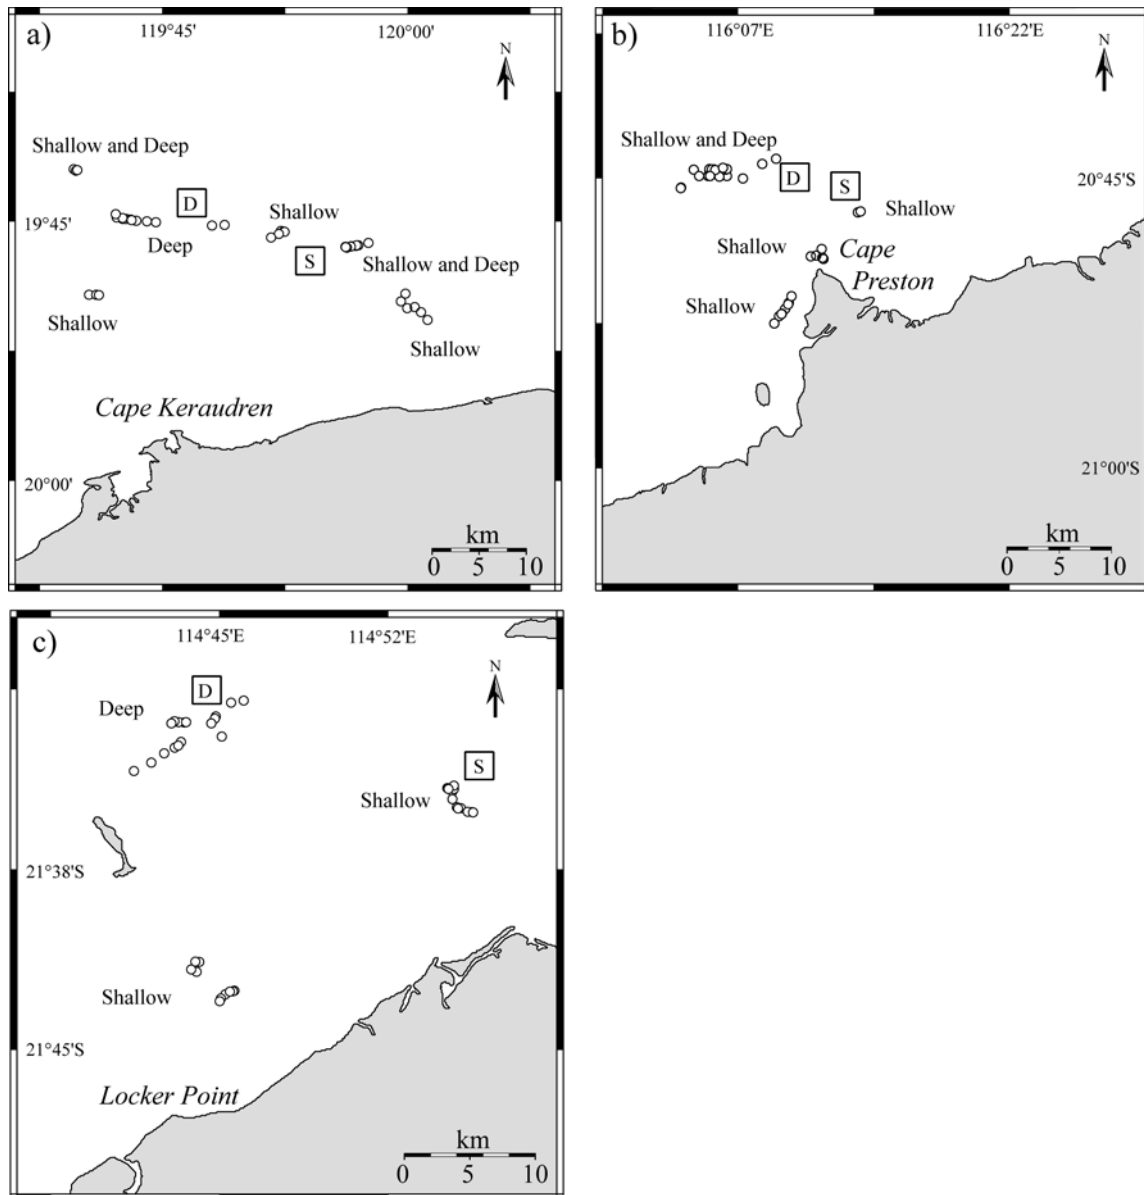 a)
119°45'
120°00'
N
Shallow and Deep
D
19°45'
Deep
Shallow
S
Shallow and Deep
Shallow
Shallow
Cape Keraudren
20°00'
km
0 5 10
b)
116°07'E
116°22'E
N
Shallow and Deep
D
S
20°45'S
Shallow
Shallow
Cape
Preston
Shallow
21°00'S
km
0 5 10
c)
114°45'E
114°52'E
N
D
Deep
S
Shallow
21°38'S
Shallow
21°45'S
Locker Point
km
0 5 10